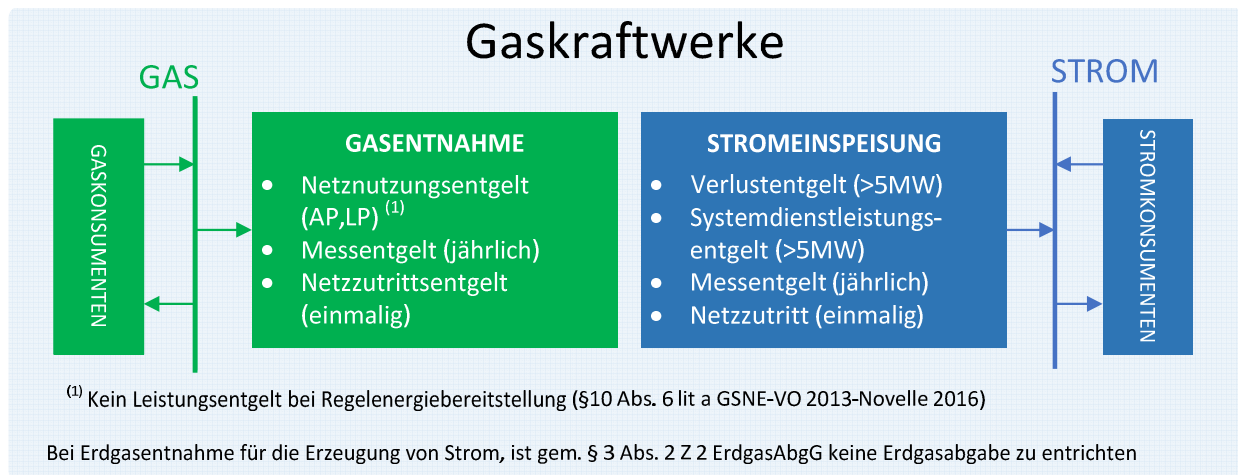 Gaskraftwerke
GAS
STROM
GASKONSUMENTEN
GASENTNAHME
• Netznutzungsentgelt
(AP,LP) (1)
• Messentgelt (jährlich)
• Netzzutrittsentgelt
(einmalig)
STROMEINSPEISUNG
• Verlustentgelt (>5MW)
• Systemdienstleistungs-
entgelt (>5MW)
• Messentgelt (jährlich)
• Netzzutritt (einmalig)
STROMKONSUMENTEN
(1) Kein Leistungsentgelt bei Regelenergiebereitstellung (§10 Abs. 6 lit a GSNE-VO 2013-Novelle 2016)
Bei Erdgasentnahme für die Erzeugung von Strom, ist gem. § 3 Abs. 2 Z 2 ErdgasAbgG keine Erdgasabgabe zu entrichten